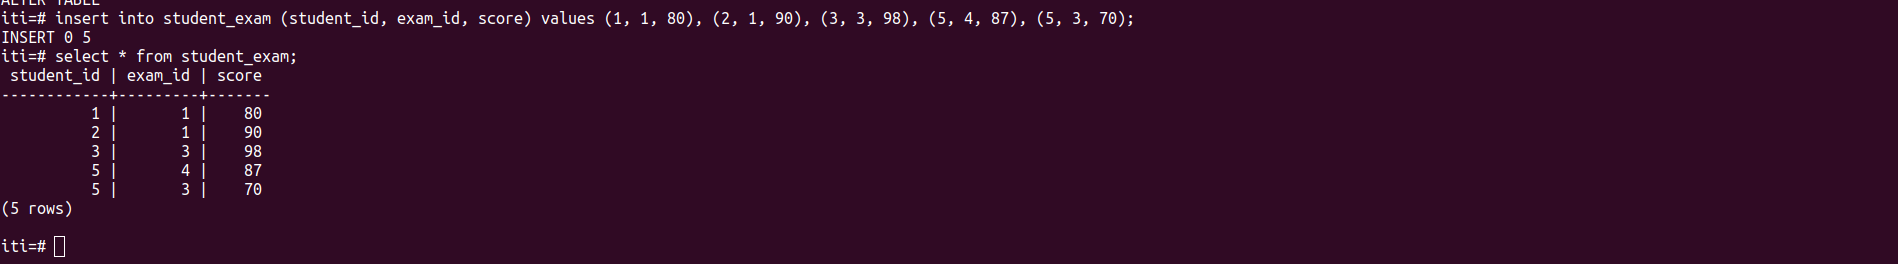 ALTER TABLE
iti=# insert into student_exam (student_id, exam_id, score) values (1, 1, 80), (2, 1, 90), (3, 3, 98), (5, 4, 87), (5, 3, 70);
INSERT 0 5
iti=# select * from student_exam;
 student_id | exam_id | score
------------+---------+-------
          1 |       1 |    80
          2 |       1 |    90
          3 |       3 |    98
          5 |       4 |    87
          5 |       3 |    70
(5 rows)
iti=#